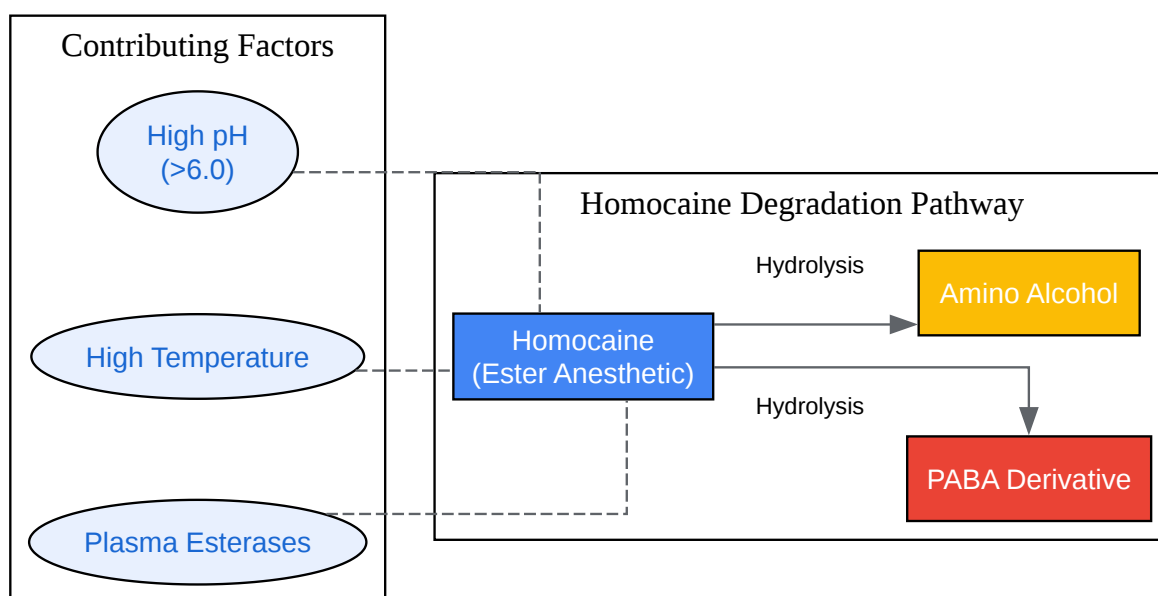 Contributing Factors
High pH
(>6.0)
High Temperature
Plasma Esterases
Homocaine Degradation Pathway
Homocaine
(Ester Anesthetic)
Hydrolysis
Amino Alcohol
Hydrolysis
PABA Derivative